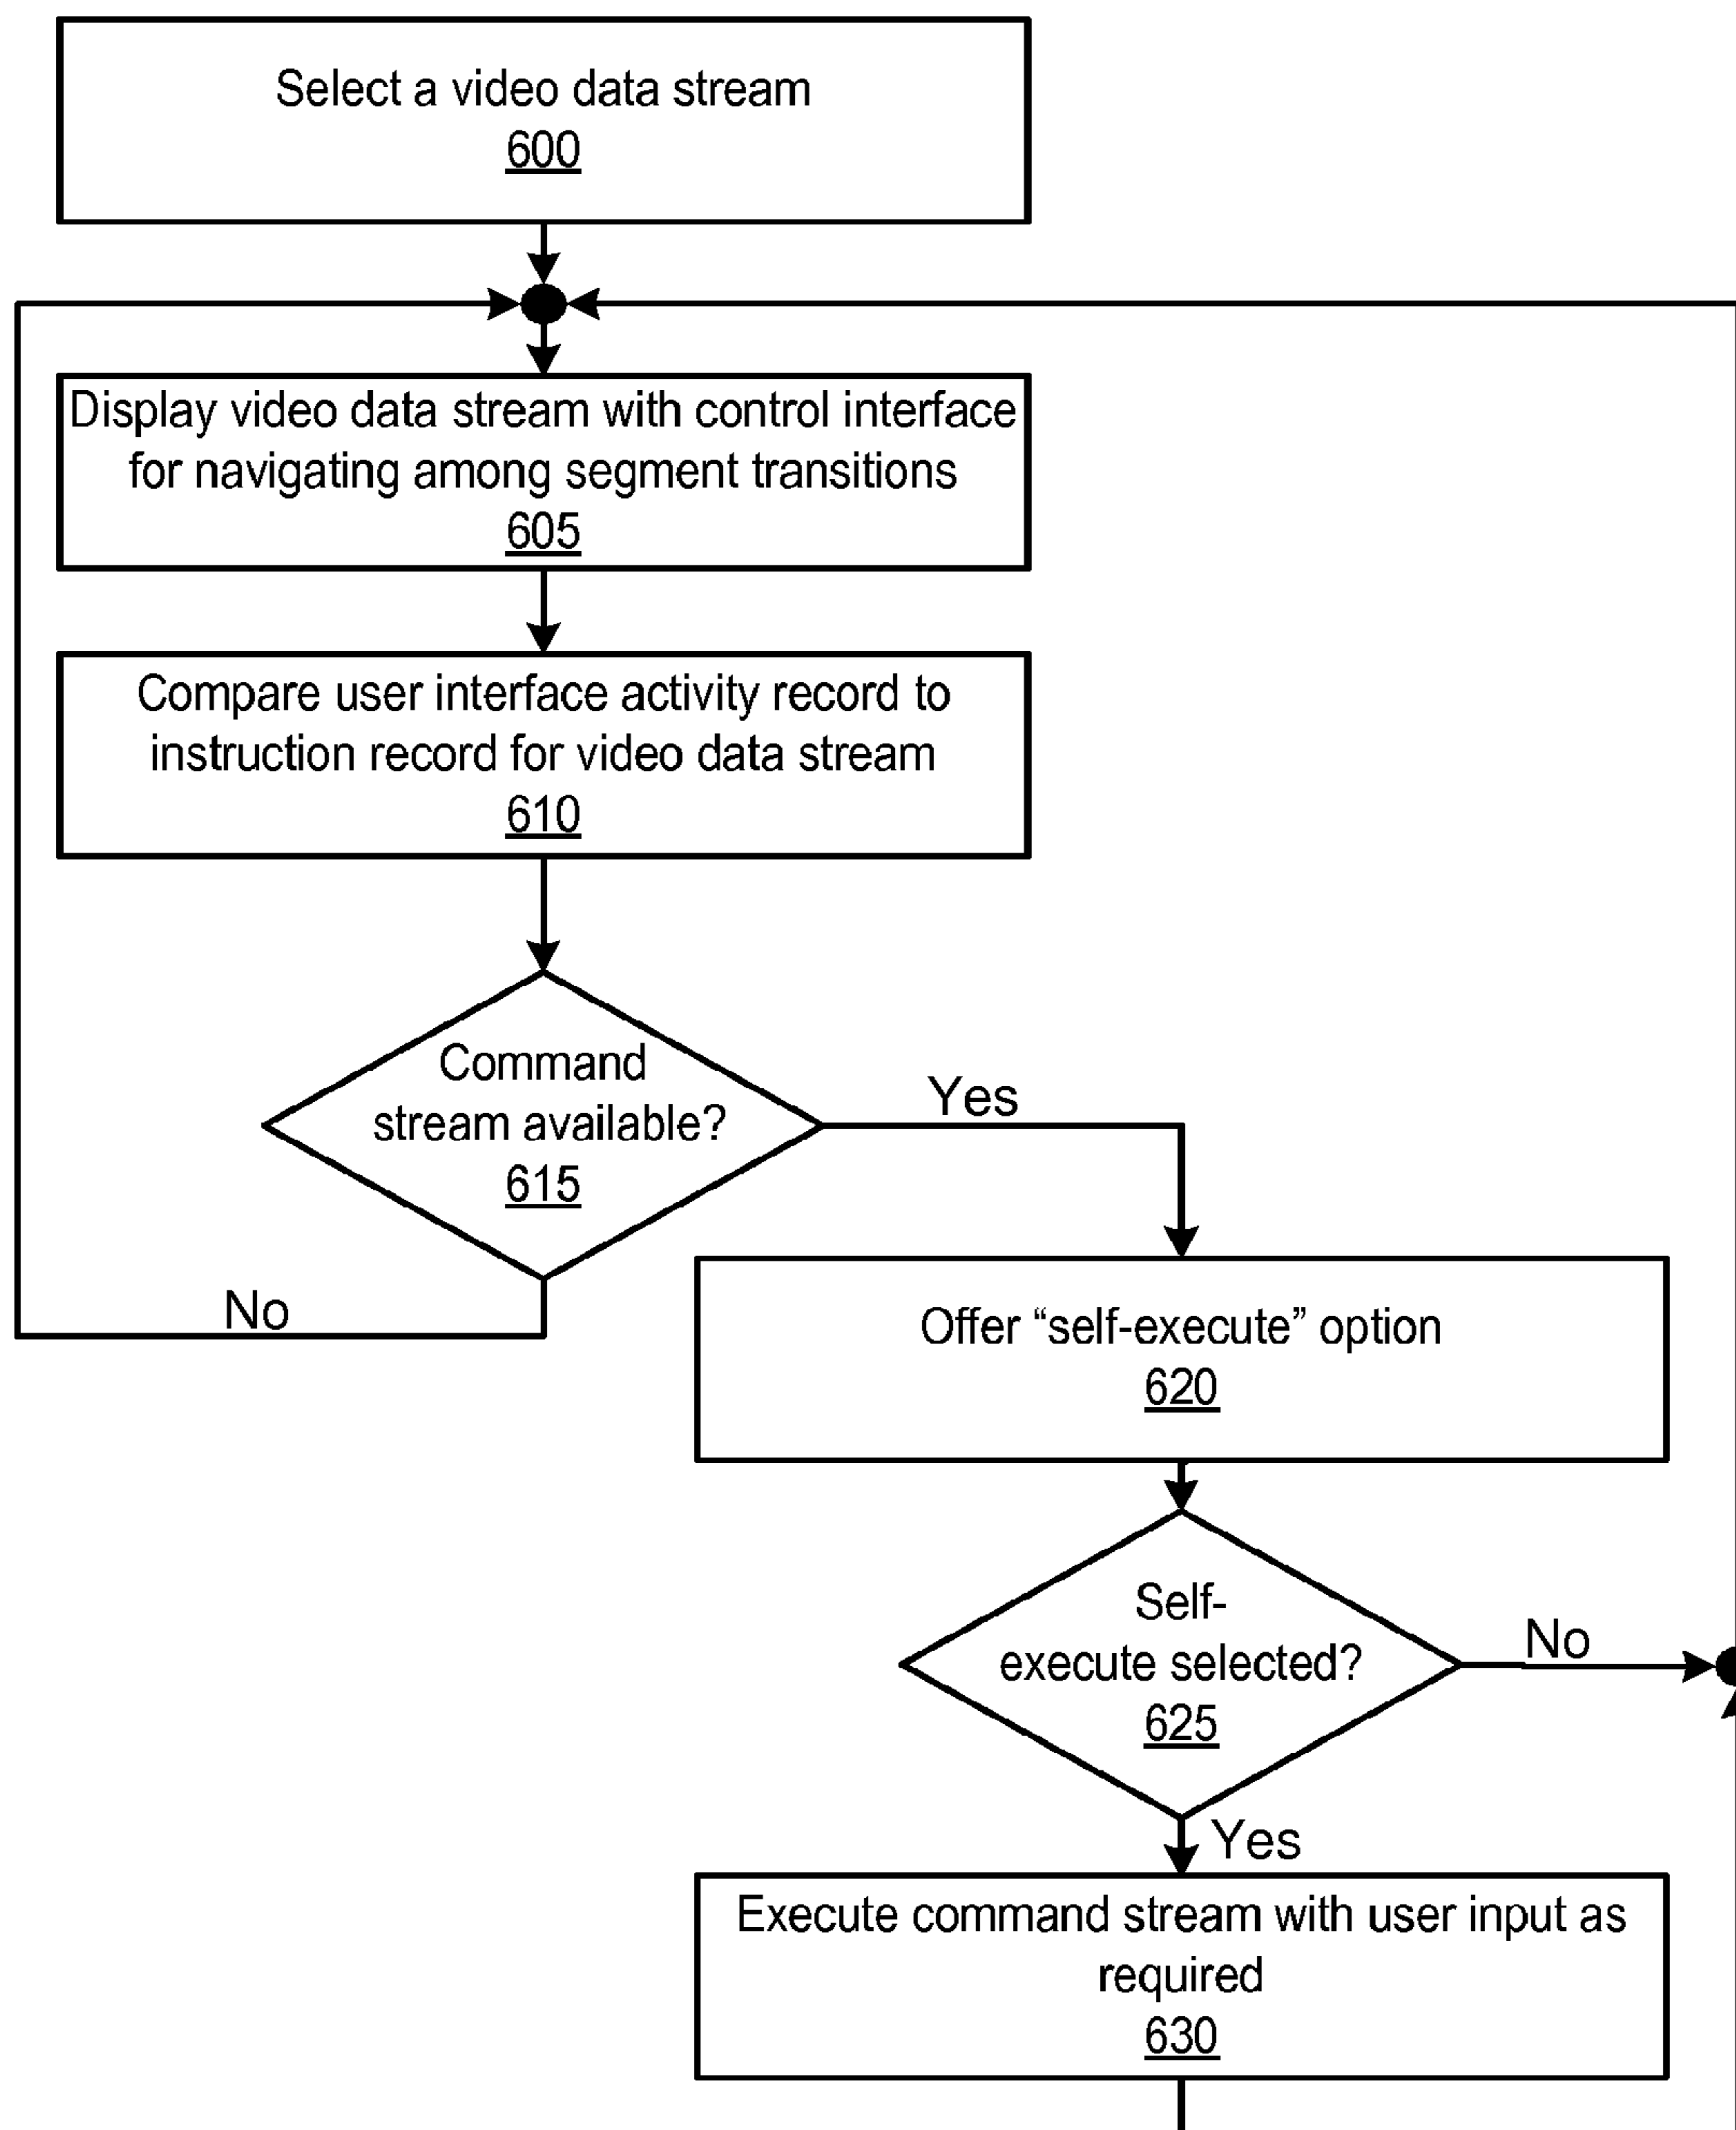 Select a video data stream
600
Display video data stream with control interface
for navigating among segment transitions
605
Compare user interface activity record to
instruction record for video data stream
610
Command
stream available?
615
Yes
No
Offer “self-execute” option
620
Self-
execute selected?
625
No
Yes
Execute command stream with user input as
required
630